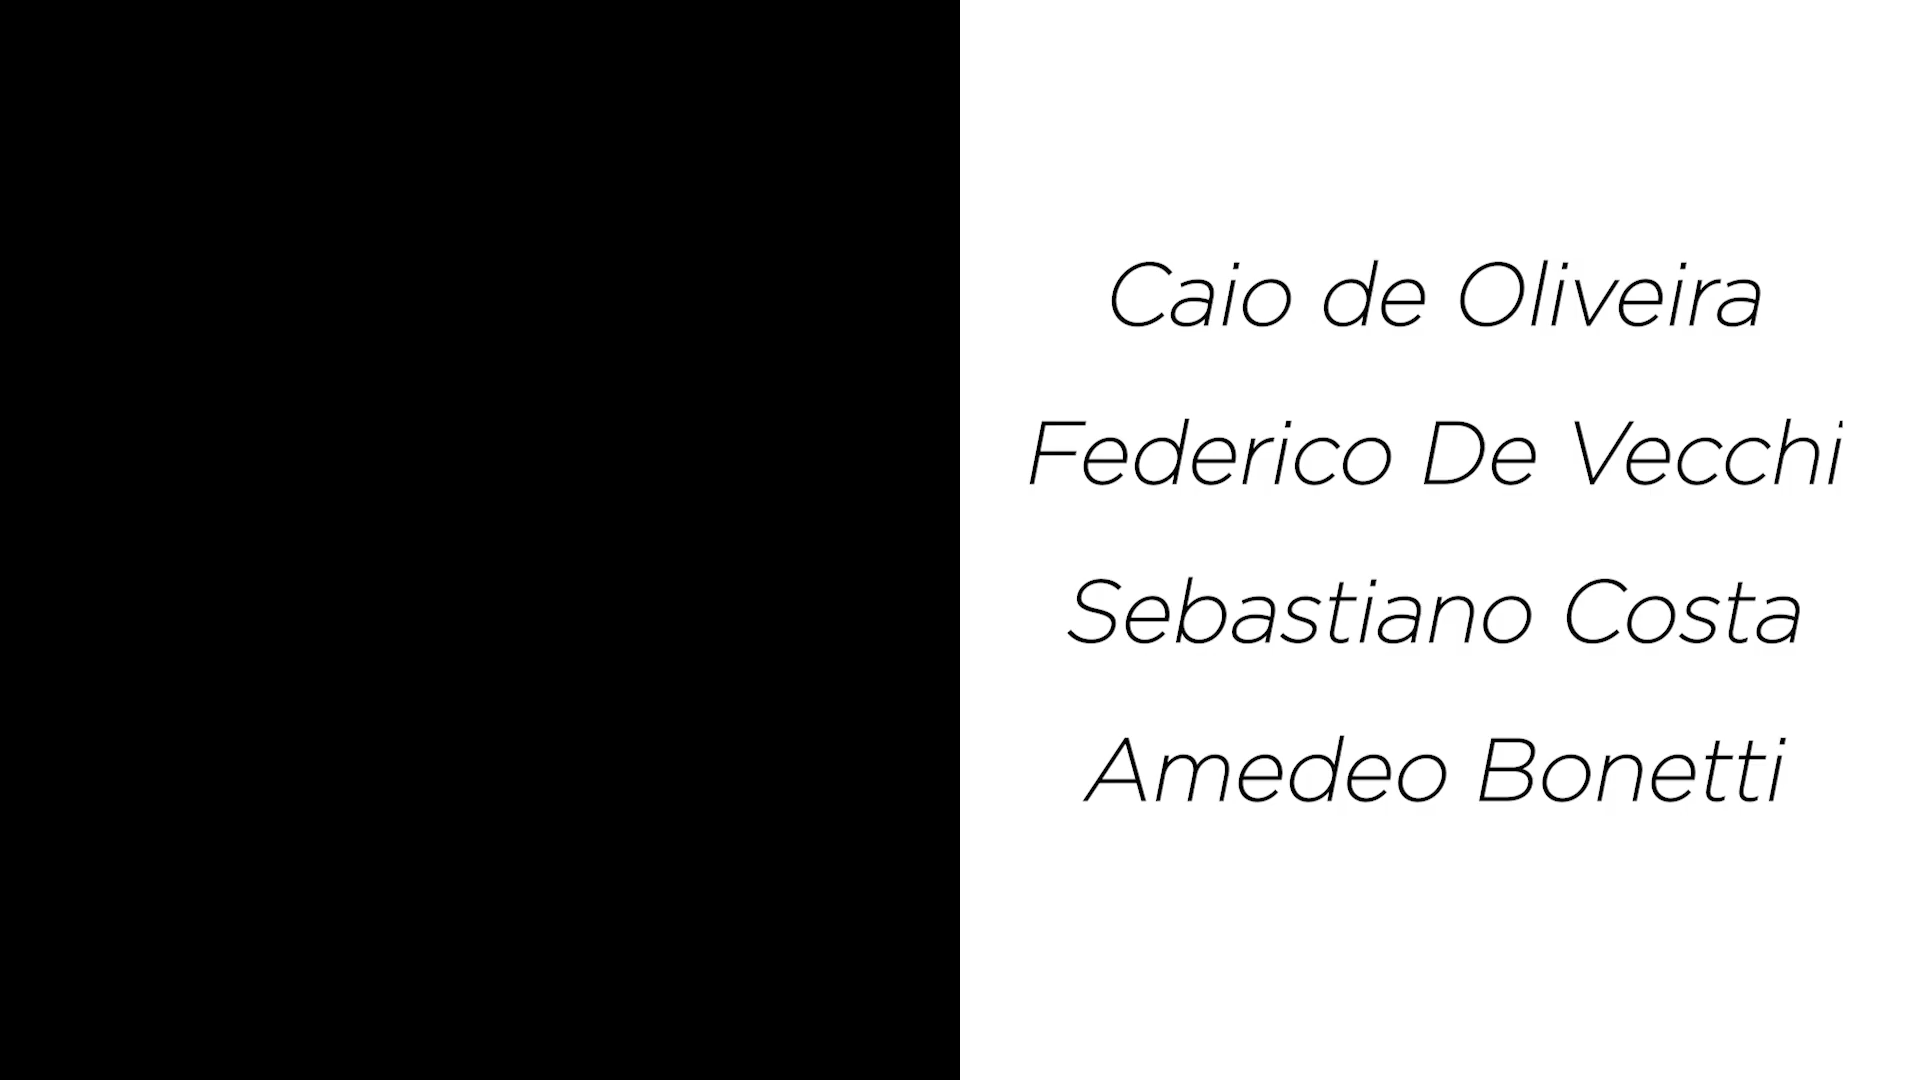 Caio de Oliveira
Federico De Vecchi
Sebastiano Costa
Amedeo Bonetti